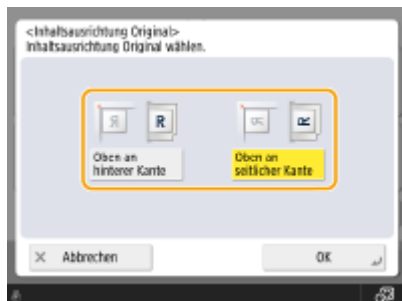 <Inhaltsausrichtung Original>
Inhaltsausrichtung Original wählen.
R R R R
Oben an
hinterer Kante
Oben an
seitlicher Kante
× Abbrechen
OK